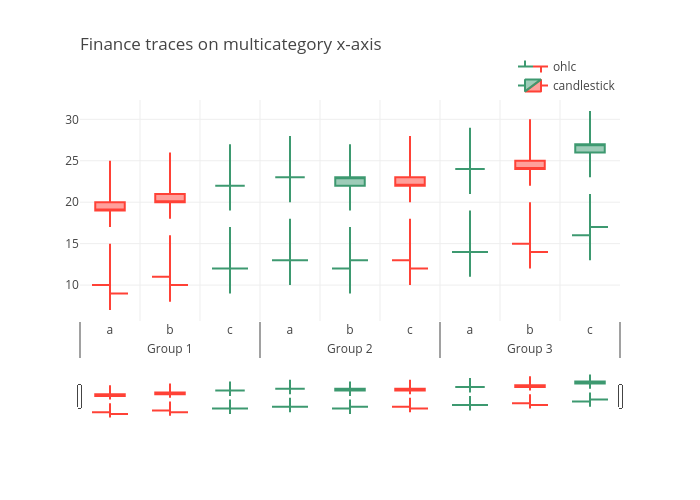 Finance traces on multicategory x-axis
ohlc
candlestick
30
25
20
15
10
a b c a b c a b c
Group 1 Group 2 Group 3